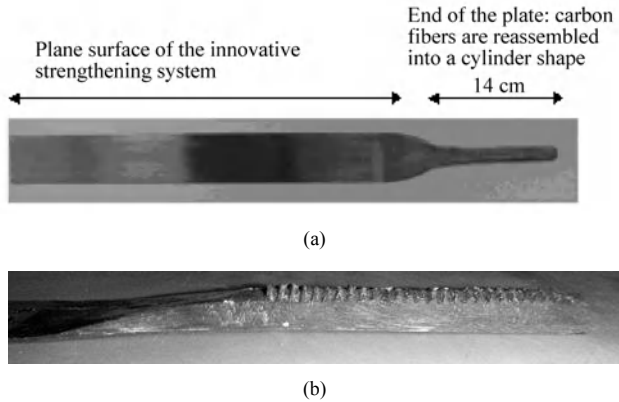 Plane surface of the innovative
strengthening system
End of the plate: carbon
fibers are reassembled
into a cylinder shape
14 cm
(a)
(b)